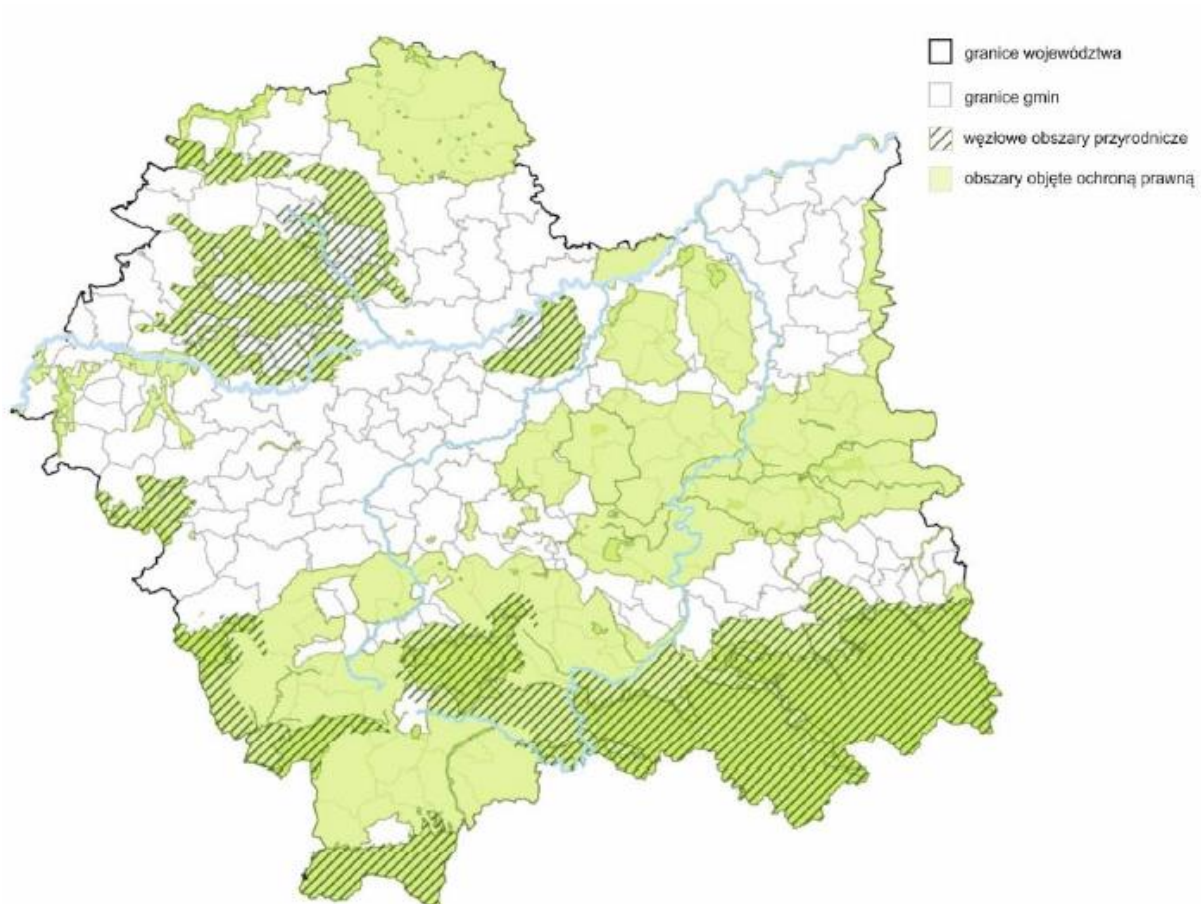 granice województwa
granice gmin
węzłowe obszary przyrodnicze
obszary objęte ochroną prawną